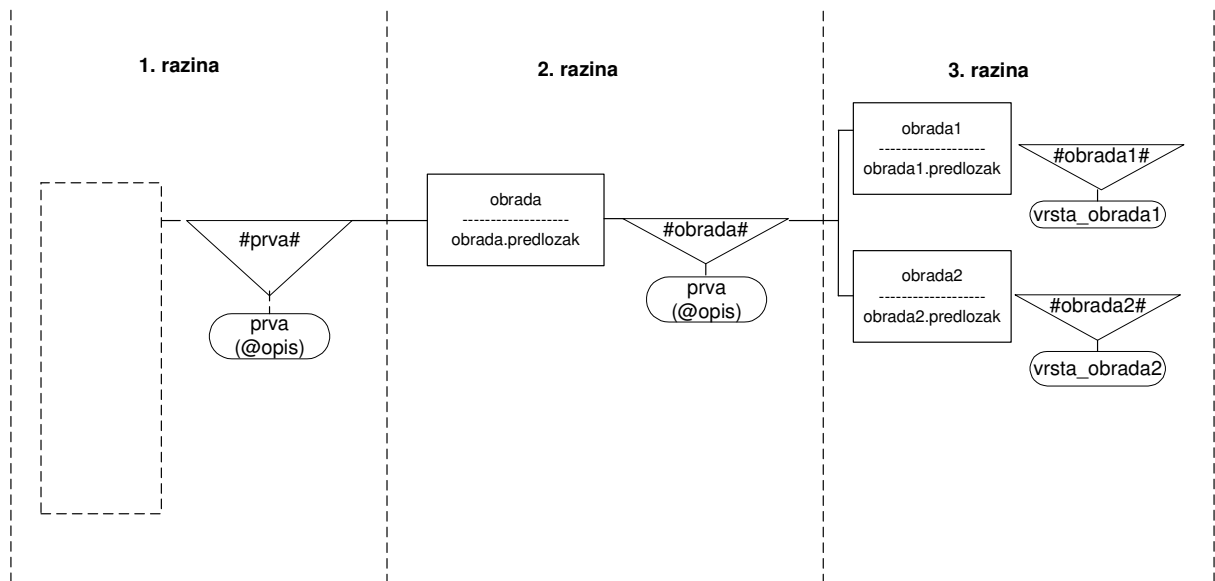 1. razina
#prva#
prva
(@opis)
2. razina
obrada
--------------------
obrada.predlozak
#obrada#
prva
(@opis)
3. razina
obrada1
--------------------
obrada1.predlozak
#obrada1#
vrsta_obrada1
obrada2
--------------------
obrada2.predlozak
#obrada2#
vrsta_obrada2